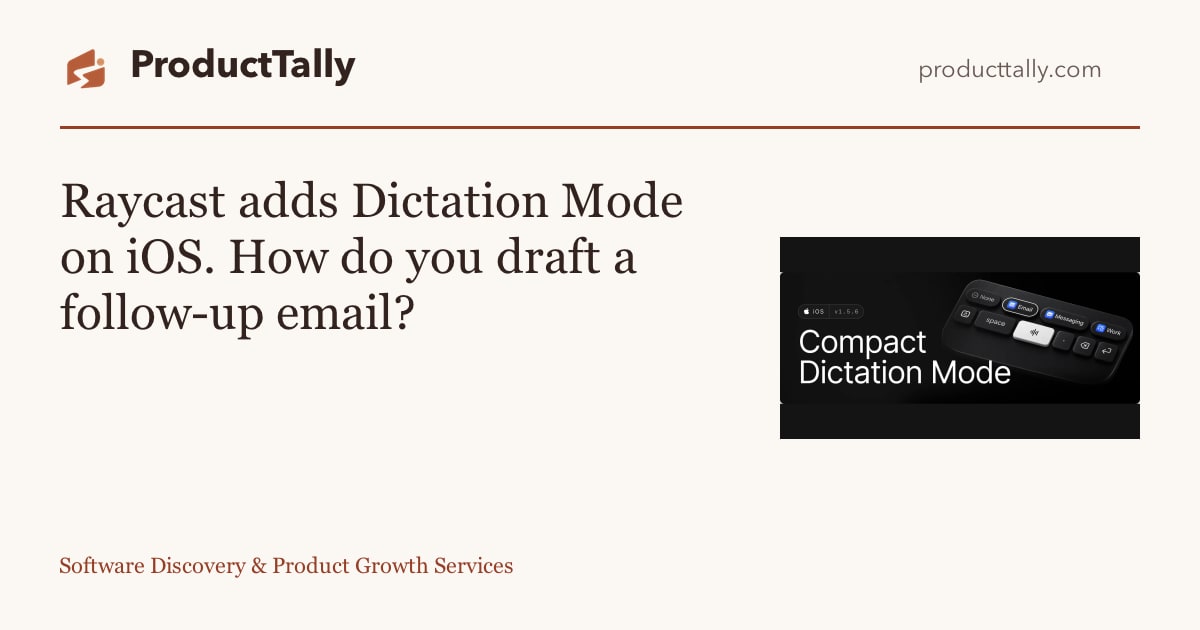 ProductTally
producttally.com
Raycast adds Dictation Mode
on iOS. How do you draft a
follow-up email?
iOS v1.5.6
Compact
Dictation Mode
None Email Messaging Work
space
Software Discovery & Product Growth Services